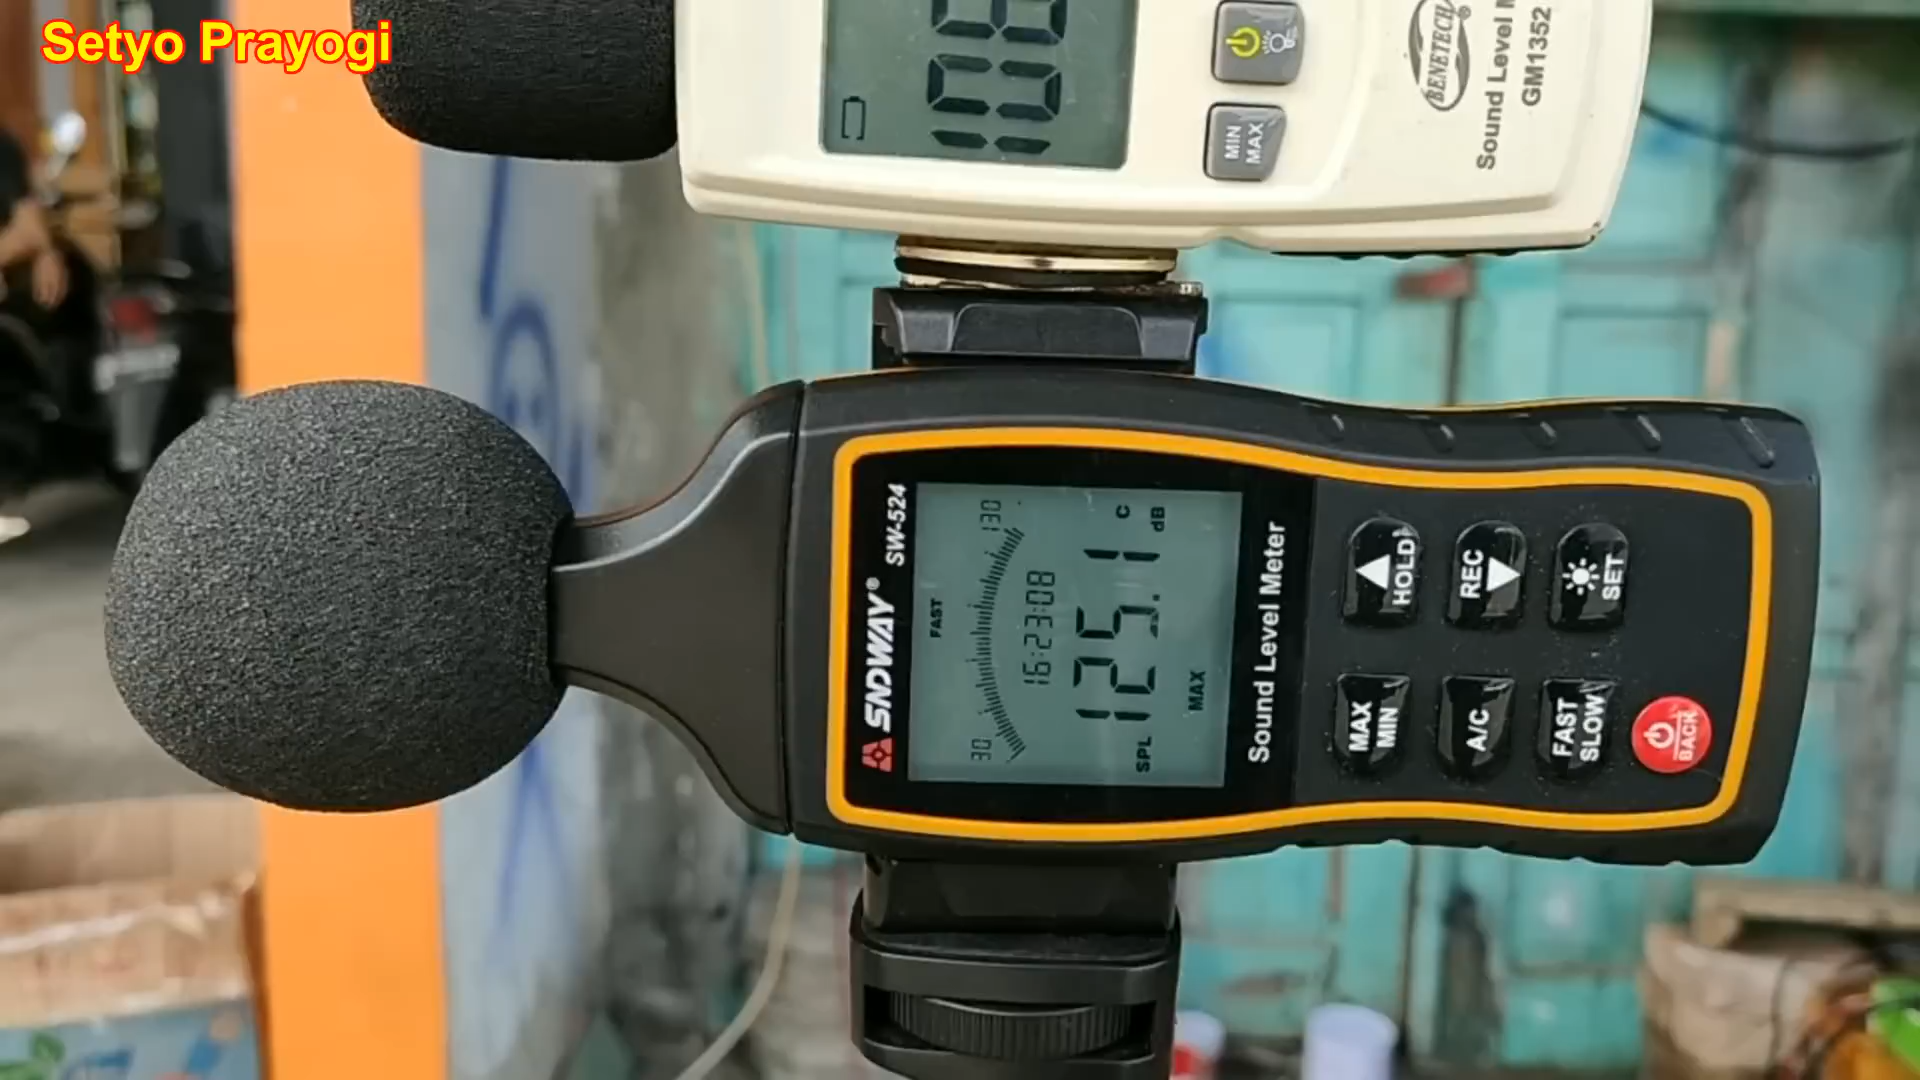 Setyo Prayogi
BENETECH®
Sound Level
GM1352
MIN
MAX
SNDWAY®
SW-524
FAST
30
130
16:23:08
SPL
125.1
C
dB
MAX
Sound Level Meter
HOLD
REC
SET
MAX
MIN
A/C
FAST
SLOW
BACK